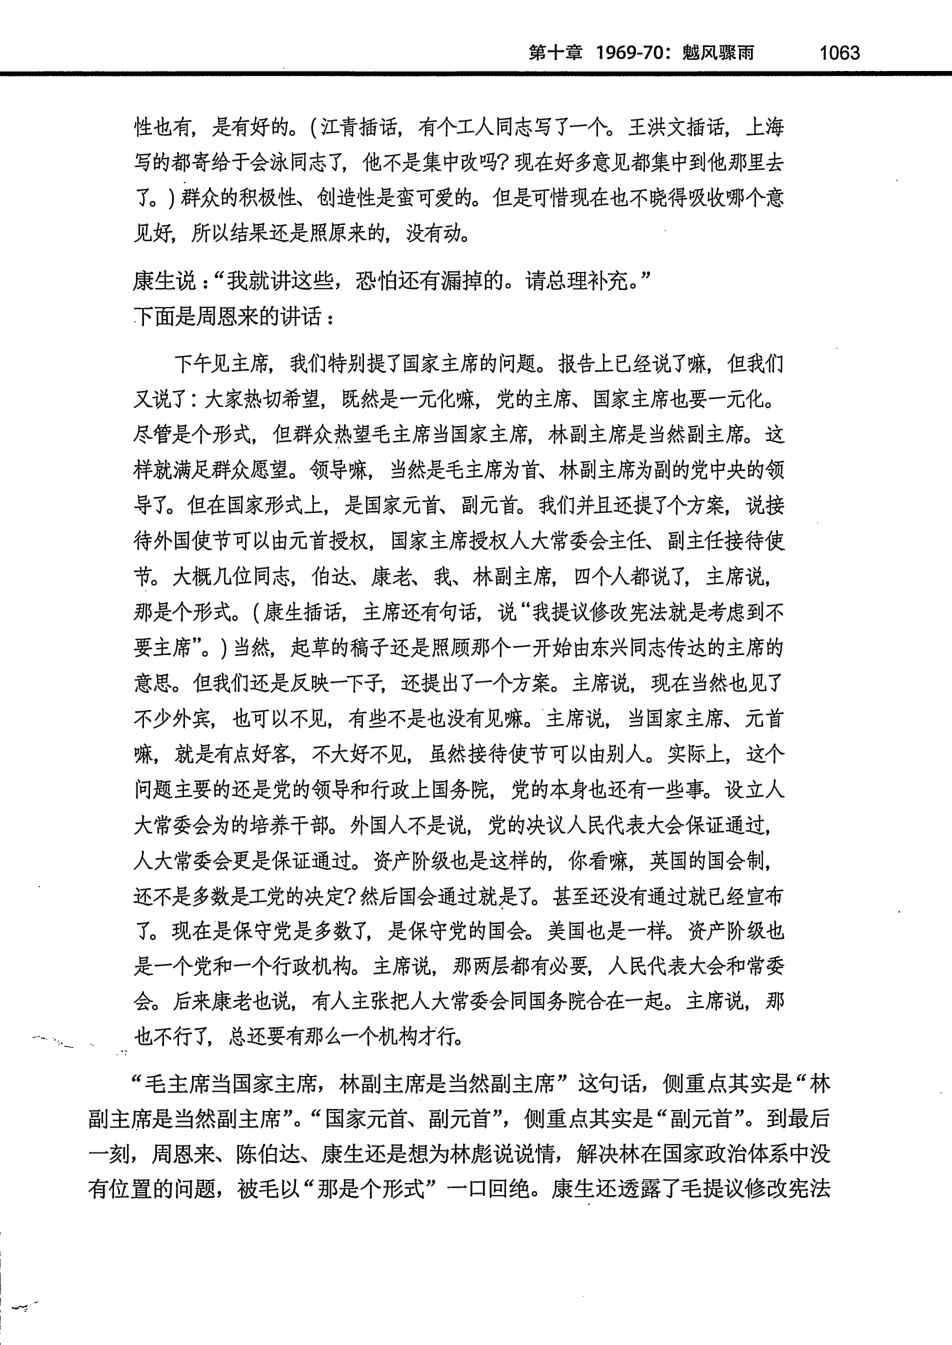 第十章 1969-70：魆风骤雨 1063
性也有，是有好的。(江青插话，有个工人同志写了一个。王洪文插话，上海
写的都寄给于会泳同志了，他不是集中改吗?现在好多意见都集中到他那里去
了。)群众的积极性、创造性是蛮可爱的。但是可惜现在也不晓得吸收哪个意
见好，所以结果还是照原来的，没有动。
康生说：“我就讲这些，恐怕还有漏掉的。请总理补充。”
下面是周恩来的讲话：
下午见主席，我们特别提了国家主席的问题。报告上已经说了嘛，但我们
又说了：大家热切希望，既然是一元化嘛，党的主席、国家主席也要一元化。
尽管是个形式，但群众热望毛主席当国家主席，林副主席是当然副主席。这
样就满足群众愿望。领导嘛，当然是毛主席为首、林副主席为副的党中央的领
导了。但在国家形式上，是国家元首、副元首。我们并且还提了个方案，说接
待外国使节可以由元首授权，国家主席授权人大常委会主任、副主任接待使
节。大概几位同志，伯达、康老、我、林副主席，四个人都说了，主席说，
那是个形式。(康生插话，主席还有句话，说“我提议修改宪法就是考虑到不
要主席”。)当然，起草的稿子还是照顾那个一开始由东兴同志传达的主席的
意思。但我们还是反映一下子，还提出了一个方案。主席说，现在当然也见了
不少外宾，也可以不见，有些不是也没有见嘛。主席说，当国家主席、元首
嘛，就是有点好客，不大好不见，虽然接待使节可以由别人。实际上，这个
问题主要的还是党的领导和行政上国务院，党的本身也还有一些事。设立人
大常委会为的培养干部。外国人不是说，党的决议人民代表大会保证通过，
人大常委会更是保证通过。资产阶级也是这样的，你看嘛，英国的国会制，
还不是多数是工党的决定?然后国会通过就是了。甚至还没有通过就已经宣布
了。现在是保守党是多数了，是保守党的国会。美国也是一样。资产阶级也
是一个党和一个行政机构。主席说，那两层都有必要，人民代表大会和常委
会。后来康老也说，有人主张把人大常委会同国务院合在一起。主席说，那
也不行了，总还要有那么一个机构才行。
“毛主席当国家主席，林副主席是当然副主席”这句话，侧重点其实是“林
副主席是当然副主席”。“国家元首、副元首”，侧重点其实是“副元首”。到最后
一刻，周恩来、陈伯达、康生还是想为林彪说说情，解决林在国家政治体系中没
有位置的问题，被毛以“那是个形式”一口回绝。康生还透露了毛提议修改宪法